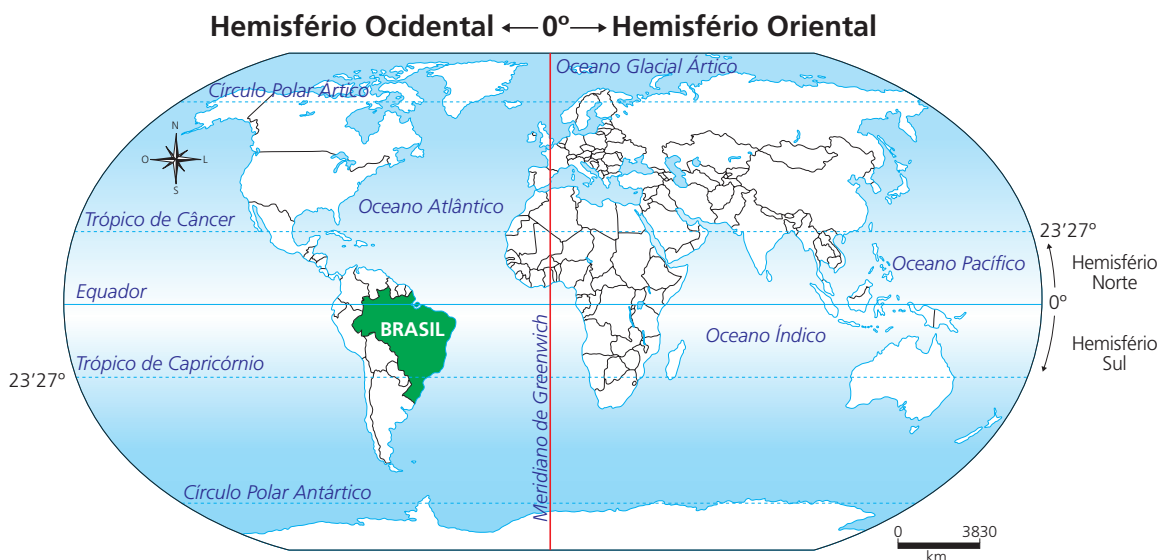 Hemisfério Ocidental ← 0º → Hemisfério Oriental
Oceano Glacial Ártico
Círculo Polar Ártico
N
O L
S
Trópico de Câncer
Oceano Atlântico
23'27º
Oceano Pacífico
Hemisfério
Norte
Equador
0º
BRASIL
Oceano Índico
Hemisfério
Sul
Trópico de Capricórnio
23'27º
Meridiano de Greenwich
Círculo Polar Antártico
0 3830
km